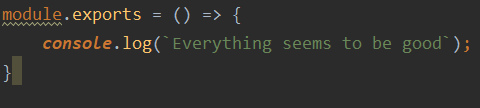 module.exports = () => {
    console.log(`Everything seems to be good`);
}